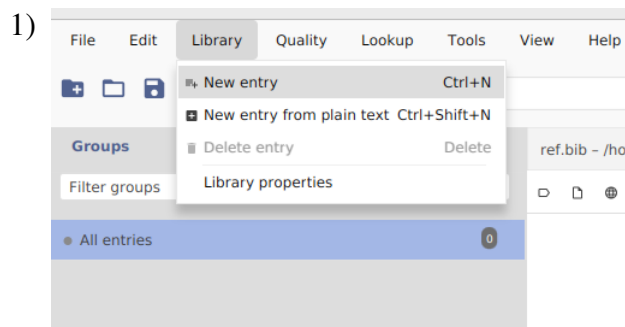 1)
File Edit Library Quality Lookup Tools View Help
New entry Ctrl+N
New entry from plain text Ctrl+Shift+N
Groups
Delete entry Delete
ref.bib – /ho
Filter groups
Library properties
All entries 0